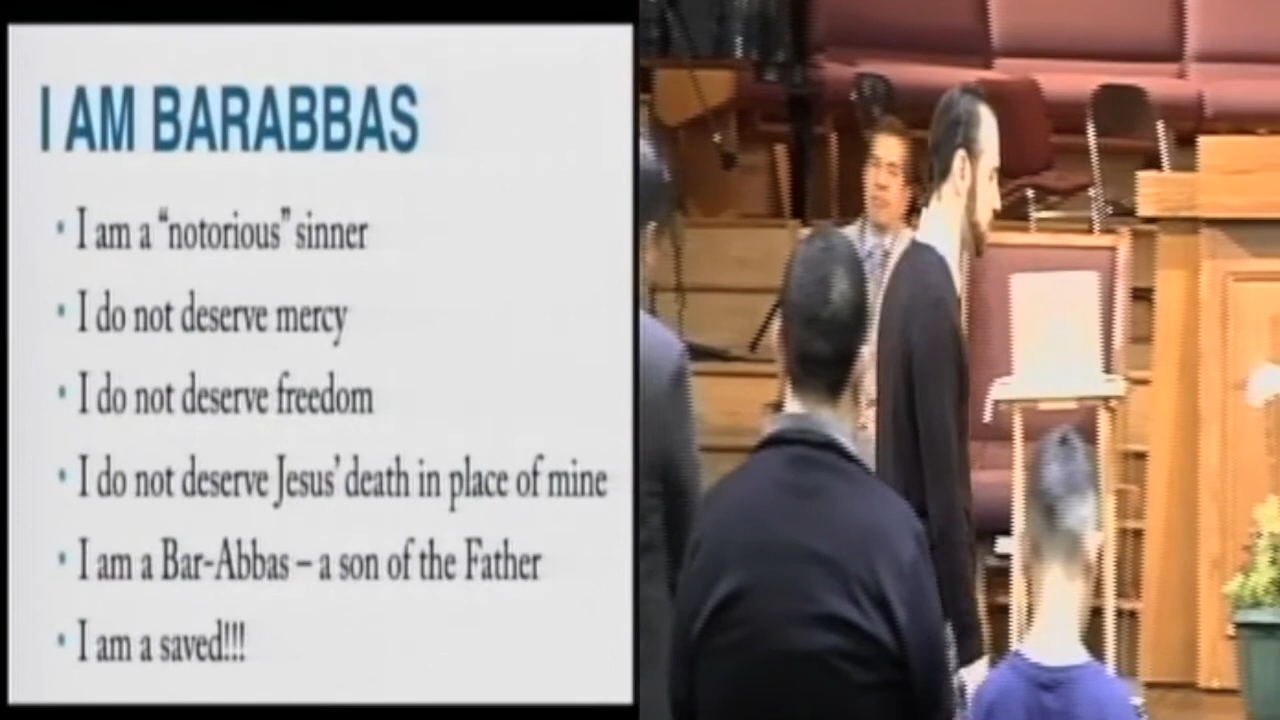 I AM BARABBAS
• I am a “notorious” sinner
• I do not deserve mercy
• I do not deserve freedom
• I do not deserve Jesus’ death in place of mine
• I am a Bar-Abbas – a son of the Father
• I am a saved!!!